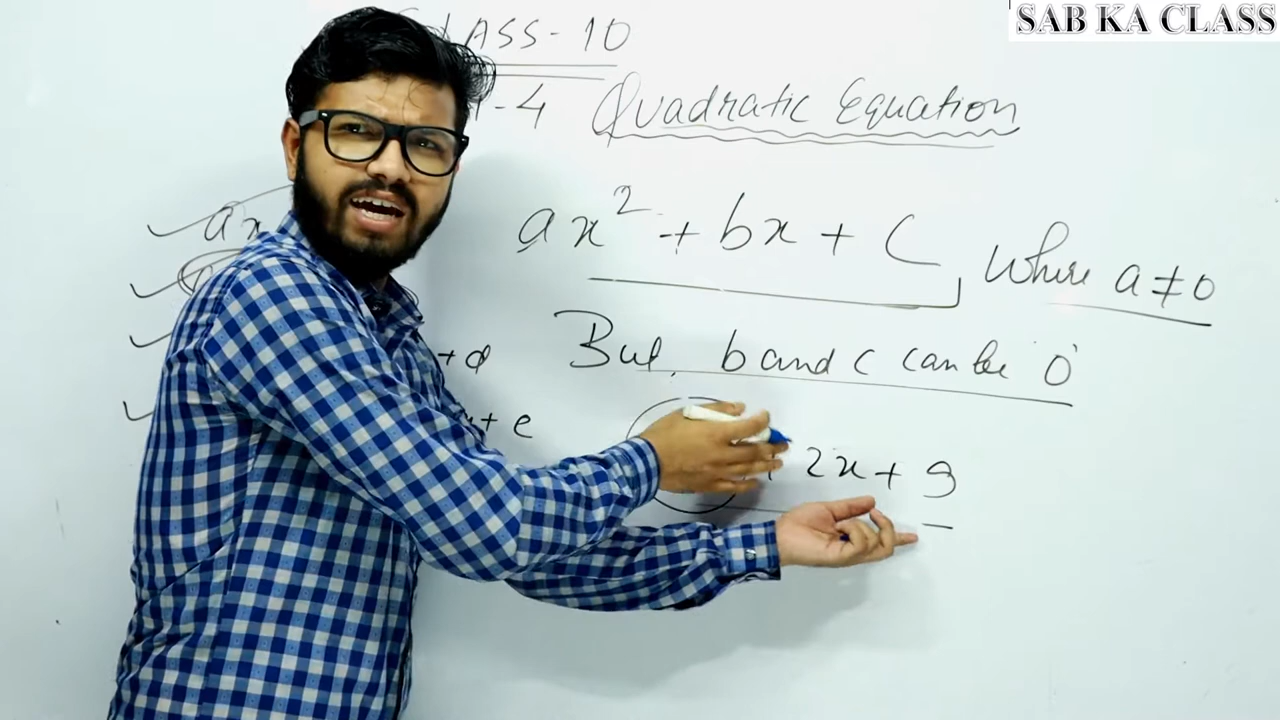 SAB KA CLASS
CLASS-10
-4 Quadratic Equation
ax
ax² + bx + C, Where a≠0
+ d
But, b and c can be '0'
+ e
2x + 9